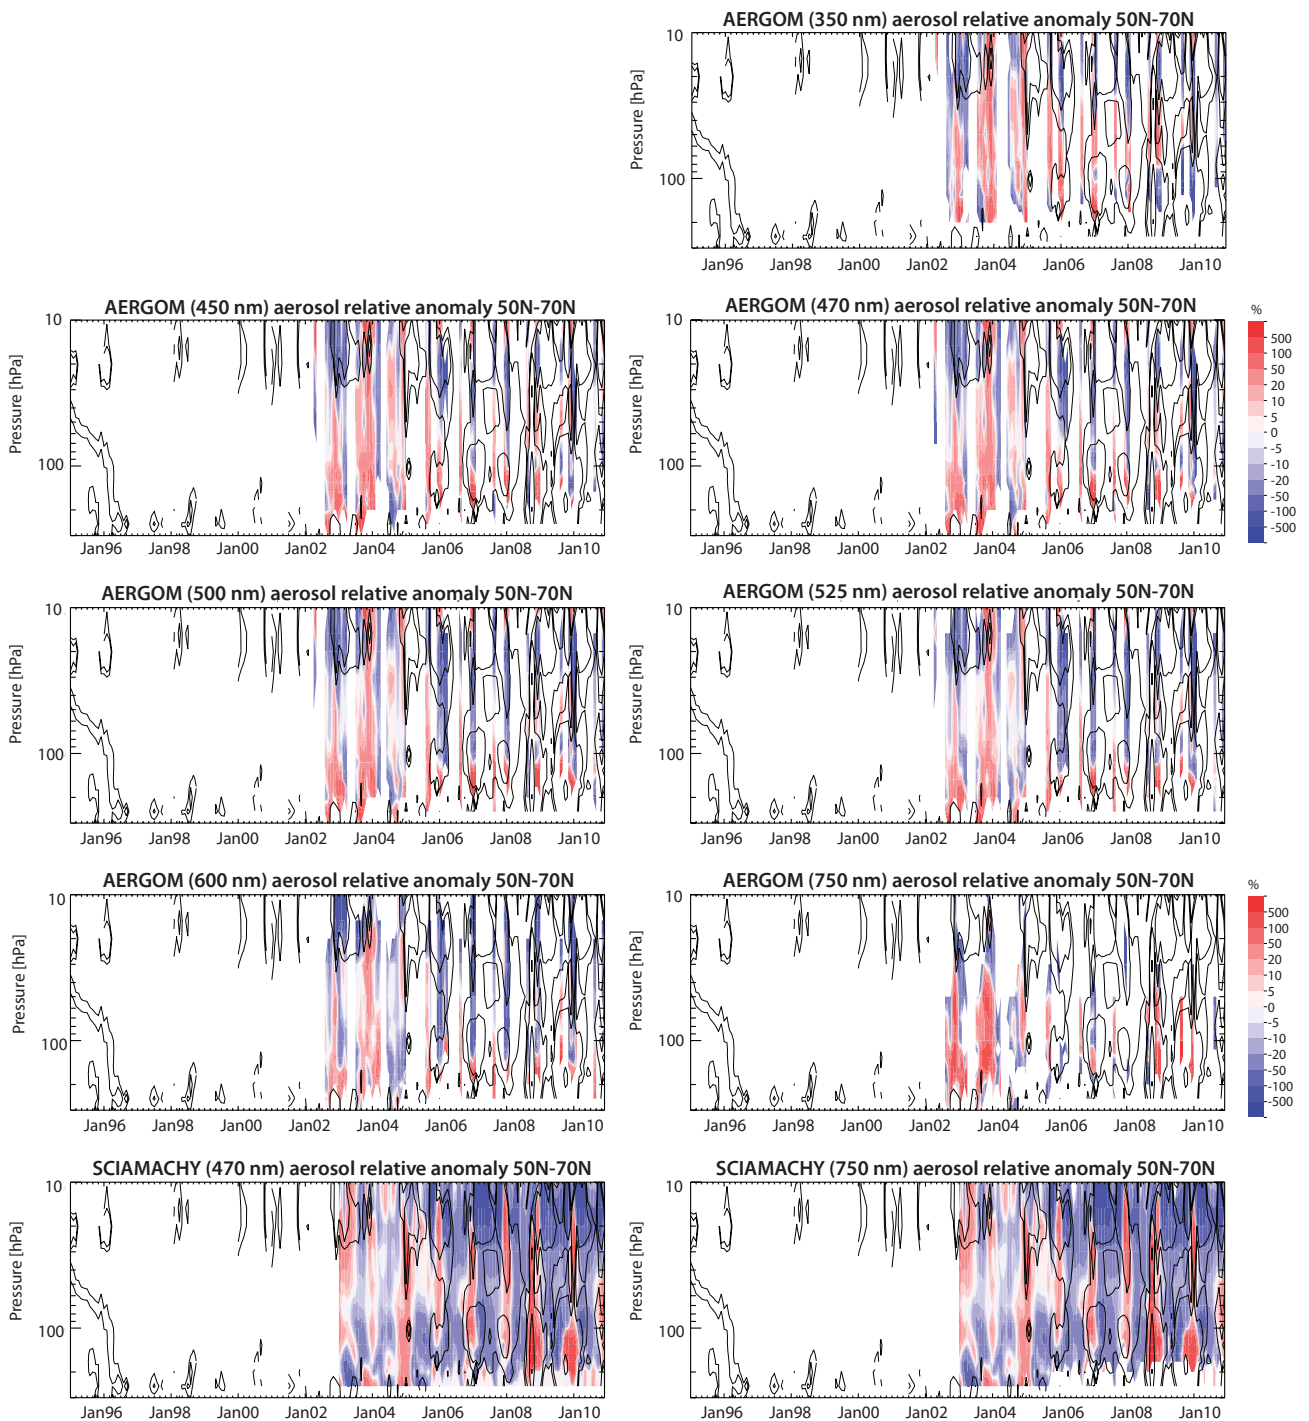 AERGOM (350 nm) aerosol relative anomaly 50N-70N
10
100
Pressure [hPa]
Jan96 Jan98 Jan00 Jan02 Jan04 Jan06 Jan08 Jan10
AERGOM (450 nm) aerosol relative anomaly 50N-70N
10
100
Pressure [hPa]
Jan96 Jan98 Jan00 Jan02 Jan04 Jan06 Jan08 Jan10
AERGOM (470 nm) aerosol relative anomaly 50N-70N
10
100
Pressure [hPa]
Jan96 Jan98 Jan00 Jan02 Jan04 Jan06 Jan08 Jan10
%
500
100
50
20
10
5
0
-5
-10
-20
-50
-100
-500
AERGOM (500 nm) aerosol relative anomaly 50N-70N
10
100
Pressure [hPa]
Jan96 Jan98 Jan00 Jan02 Jan04 Jan06 Jan08 Jan10
AERGOM (525 nm) aerosol relative anomaly 50N-70N
10
100
Pressure [hPa]
Jan96 Jan98 Jan00 Jan02 Jan04 Jan06 Jan08 Jan10
AERGOM (600 nm) aerosol relative anomaly 50N-70N
10
100
Pressure [hPa]
Jan96 Jan98 Jan00 Jan02 Jan04 Jan06 Jan08 Jan10
AERGOM (750 nm) aerosol relative anomaly 50N-70N
10
100
Pressure [hPa]
Jan96 Jan98 Jan00 Jan02 Jan04 Jan06 Jan08 Jan10
%
500
100
50
20
10
5
0
-5
-10
-20
-50
-100
-500
SCIAMACHY (470 nm) aerosol relative anomaly 50N-70N
10
100
Pressure [hPa]
Jan96 Jan98 Jan00 Jan02 Jan04 Jan06 Jan08 Jan10
SCIAMACHY (750 nm) aerosol relative anomaly 50N-70N
10
100
Pressure [hPa]
Jan96 Jan98 Jan00 Jan02 Jan04 Jan06 Jan08 Jan10